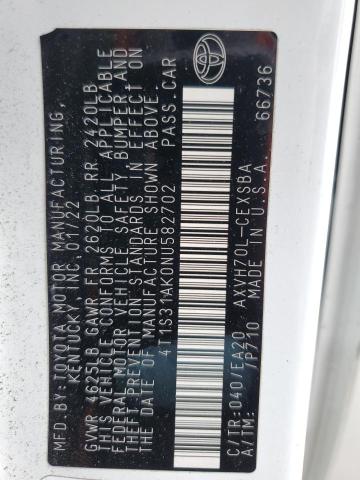 MFD. BY: TOYOTA MOTOR MANUFACTURING,
KENTUCKY, INC. 01/22
GVWR 4625LB GAWR FR 2620LB RR 2420LB
THIS VEHICLE CONFORMS TO ALL APPLICABLE
FEDERAL MOTOR VEHICLE SAFETY, BUMPER, AND
THEFT PREVENTION STANDARDS IN EFFECT ON
THE DATE OF MANUFACTURE SHOWN ABOVE.
4T1S31AK0NU582702 PASS.CAR
C/TR:040/EA20 AXVH70L-CEXSBA
A/TM: /P710 M in U.S.A.
66736